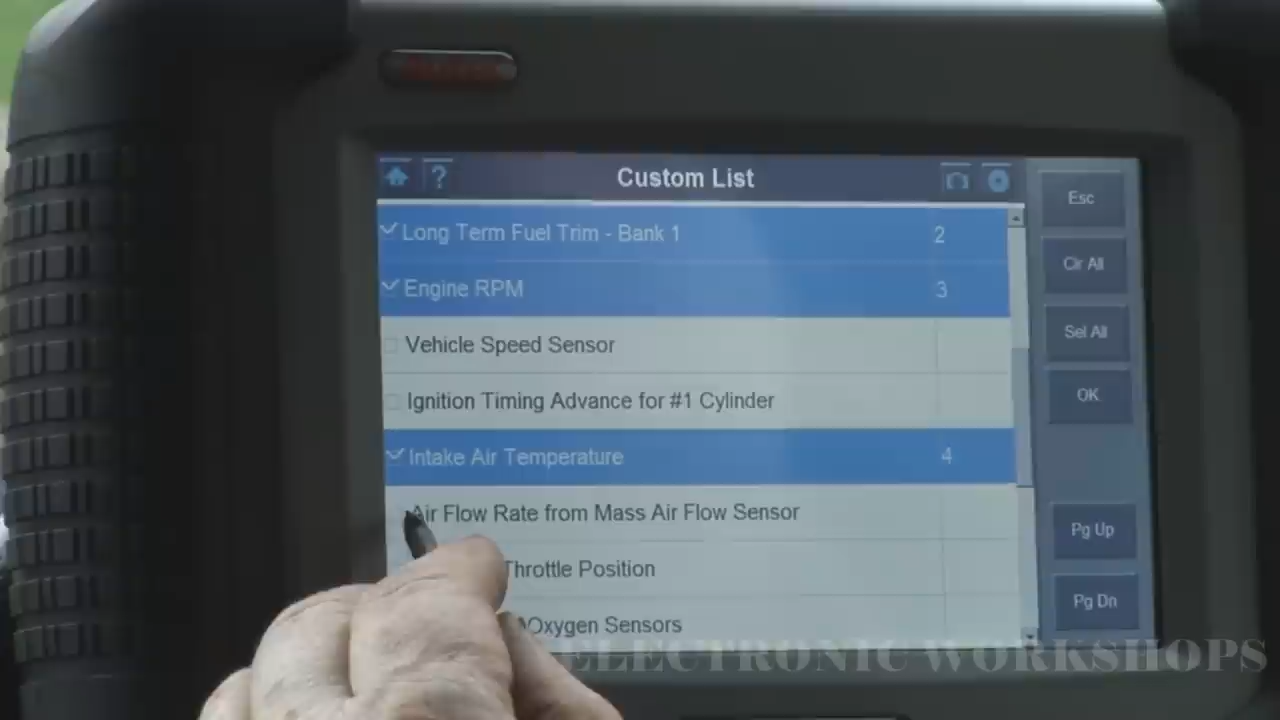 ?
Custom List
Long Term Fuel Trim - Bank 1 2
Engine RPM 3
Vehicle Speed Sensor
Ignition Timing Advance for #1 Cylinder
Intake Air Temperature 4
Air Flow Rate from Mass Air Flow Sensor
Throttle Position
Oxygen Sensors
Esc
Clr All
Sel All
OK
Pg Up
Pg Dn
ELECTRONIC WORKSHOPS